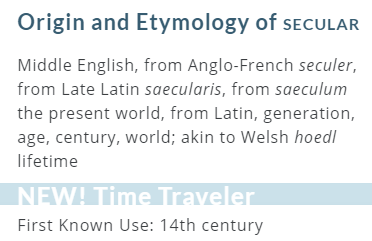 Origin and Etymology of SECULAR
Middle English, from Anglo-French seculer,
from Late Latin saecularis, from saeculum
the present world, from Latin, generation,
age, century, world; akin to Welsh hoedl
lifetime
NEW! Time Traveler
First Known Use: 14th century